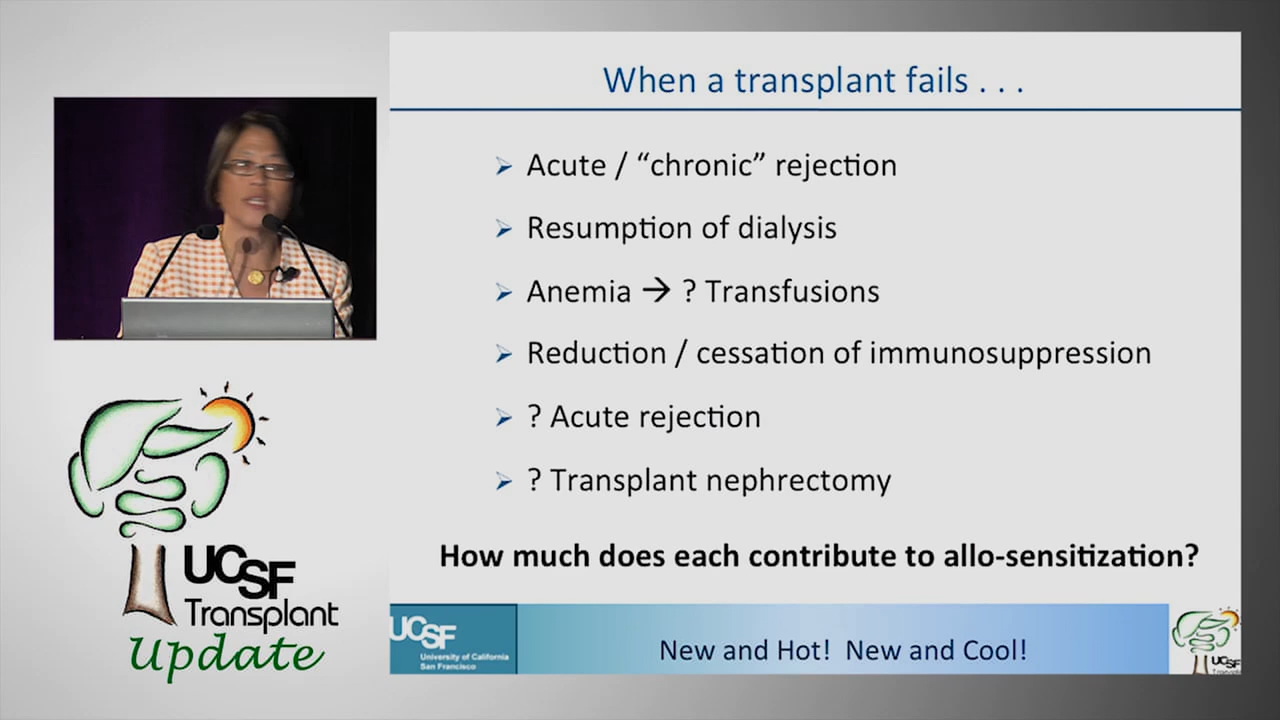 When a transplant fails . . .
Acute / “chronic” rejection
Resumption of dialysis
Anemia → ? Transfusions
Reduction / cessation of immunosuppression
? Acute rejection
? Transplant nephrectomy
How much does each contribute to allo-sensitization?
UCSF
University of California
San Francisco
New and Hot! New and Cool!
UCSF
Transplant
Update
UCSF